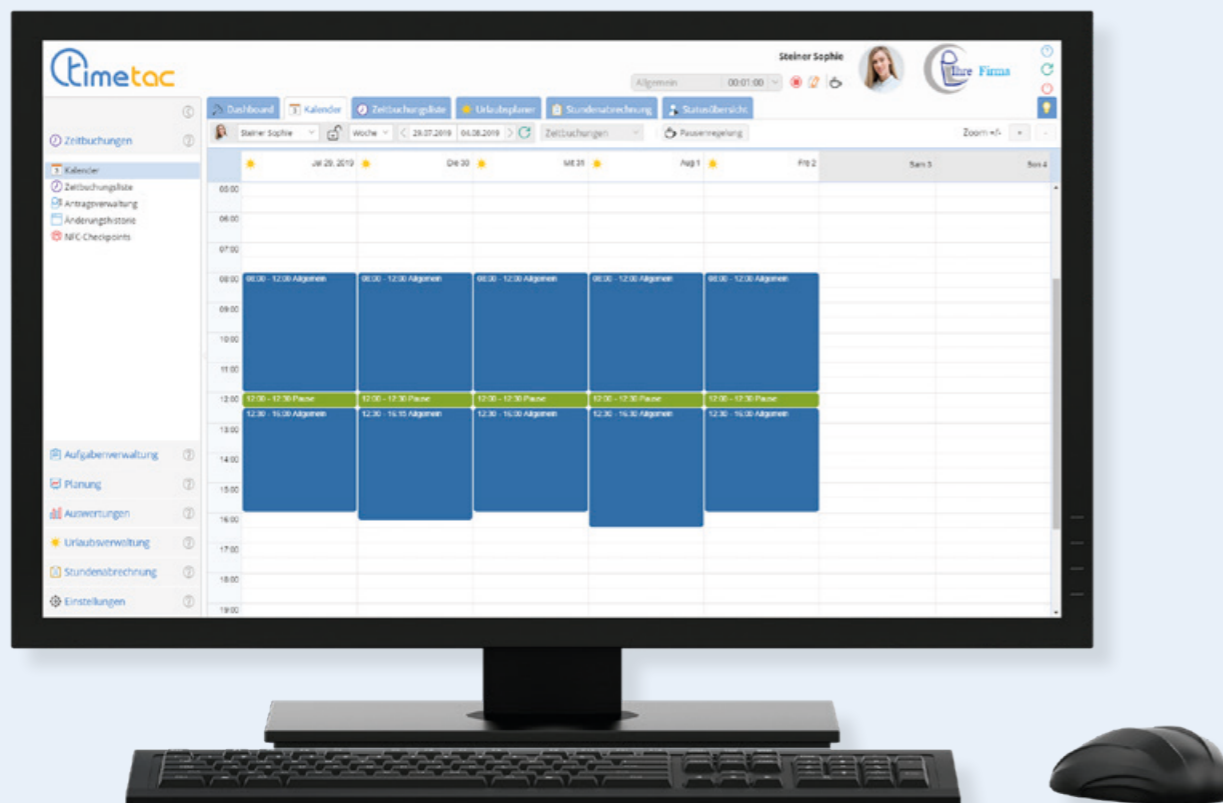 timetac
Steiner Sophie
Allgemein 00:01:00
Ihre Firma
Dashboard Kalender Zeitbuchungsliste Urlaubsplaner Stundenabrechnung Statusübersicht
Steiner Sophie Woche 29.07.2019 04.08.2019 Zeitbuchungen Pausenregelung Zoom +/- + -
Zeitbuchungen
Kalender
Zeitbuchungsliste
Antragsverwaltung
Änderungshistorie
NFC-Checkpoints
Aufgabenverwaltung
Planung
Auswertungen
Urlaubsverwaltung
Stundenabrechnung
Einstellungen
Jul 29, 2019 Die 30 Mit 31 Aug 1 Fre 2 Sam 3 Son 4
05:00
06:00
07:00
08:00 08:00 - 12:00 Allgemein 08:00 - 12:00 Allgemein 08:00 - 12:00 Allgemein 08:00 - 12:00 Allgemein 08:00 - 12:00 Allgemein
09:00
10:00
11:00
12:00 12:00 - 12:30 Pause 12:00 - 12:30 Pause 12:00 - 12:30 Pause 12:00 - 12:30 Pause 12:00 - 12:30 Pause
12:30 - 16:00 Allgemein 12:30 - 16:15 Allgemein 12:30 - 16:00 Allgemein 12:30 - 16:30 Allgemein 12:30 - 16:00 Allgemein
13:00
14:00
15:00
16:00
17:00
18:00
19:00